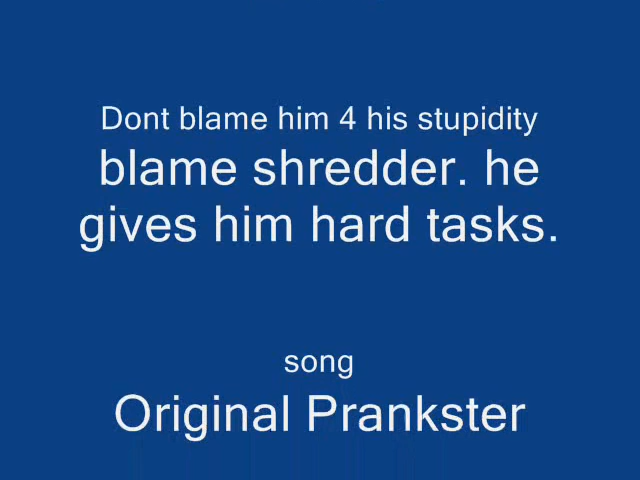 Dont blame him 4 his stupidity
blame shredder. he
gives him hard tasks.
song
Original Prankster